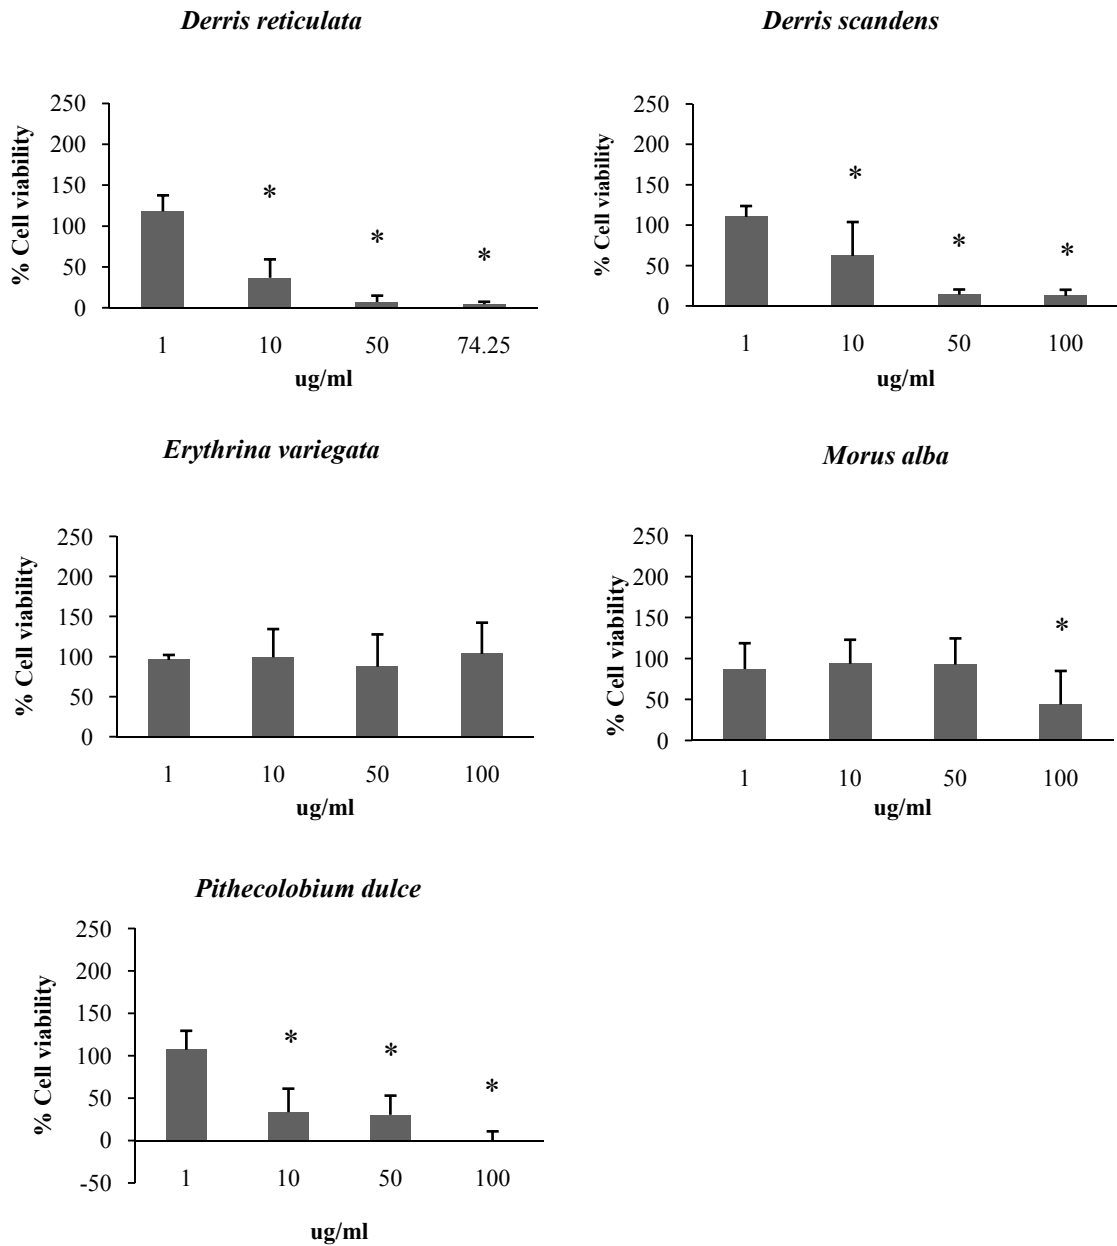 Derris reticulata
% Cell viability
250
200
150
100
50
0
*
*
*
1 10 50 74.25
ug/ml
Derris scandens
% Cell viability
250
200
150
100
50
0
*
*
*
1 10 50 100
ug/ml
Erythrina variegata
% Cell viability
250
200
150
100
50
0
1 10 50 100
ug/ml
Morus alba
% Cell viability
250
200
150
100
50
0
*
1 10 50 100
ug/ml
Pithecolobium dulce
% Cell viability
250
200
150
100
50
0
-50
*
*
*
1 10 50 100
ug/ml